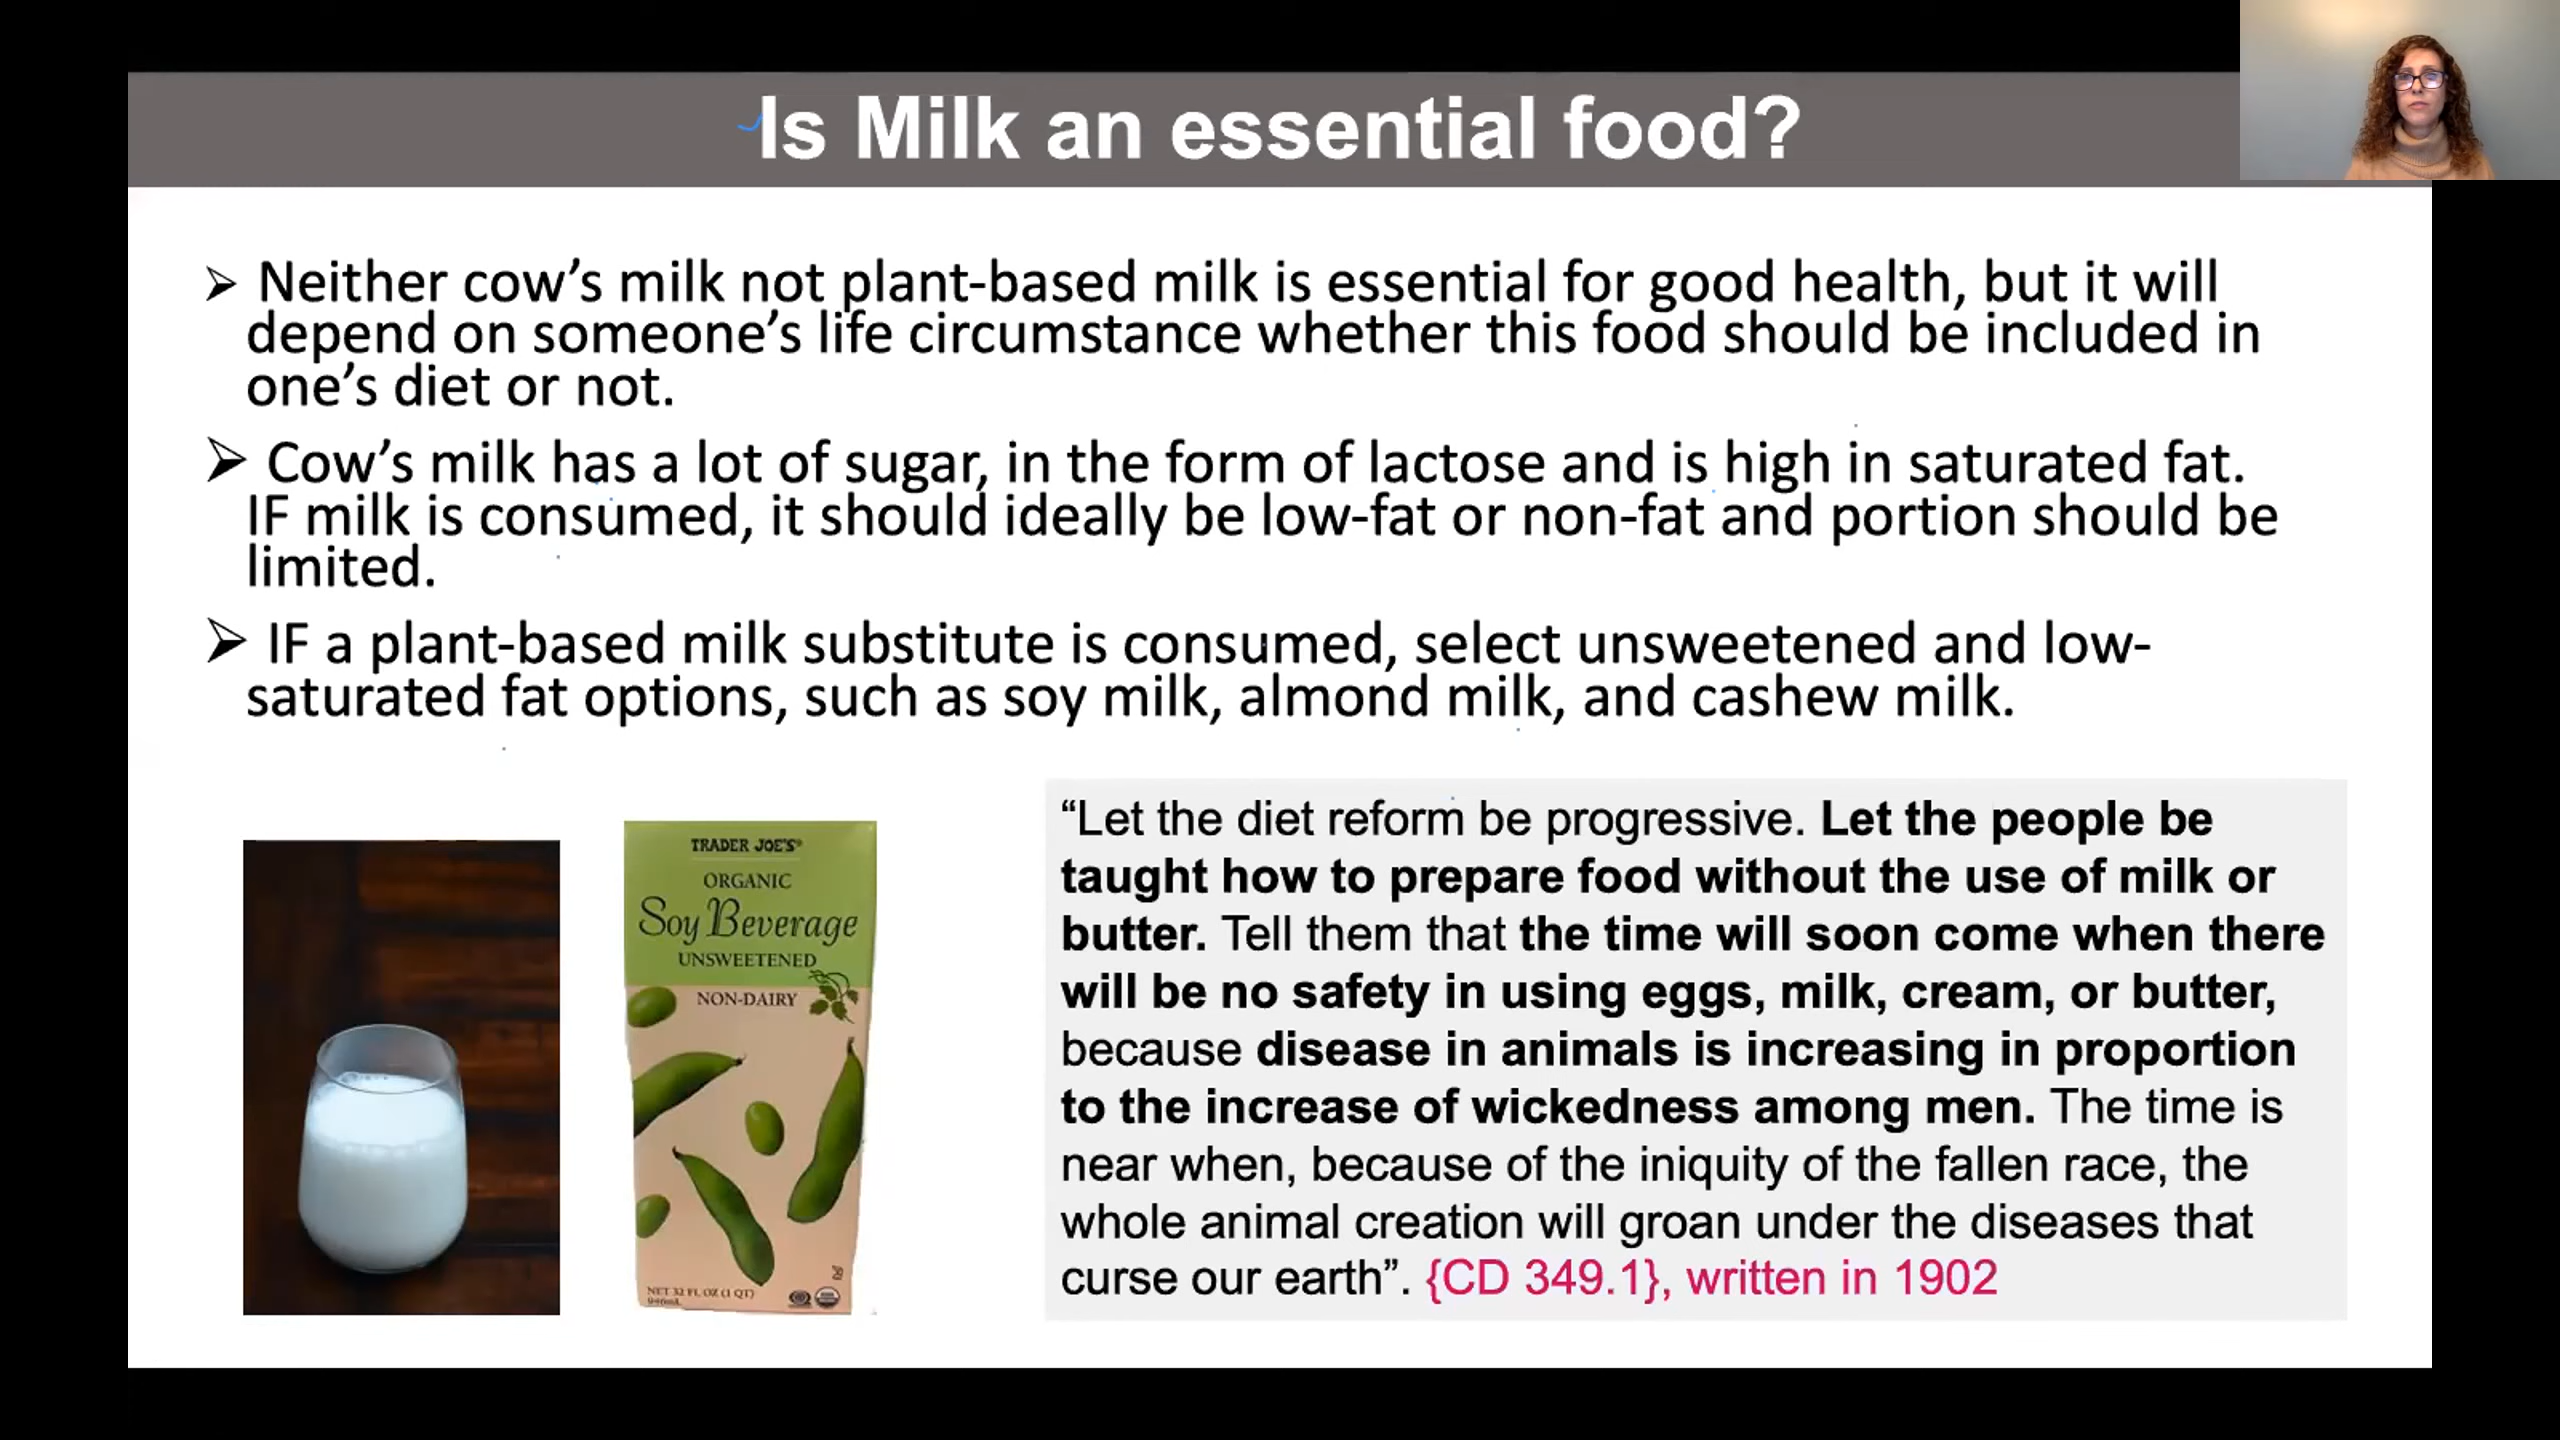 Is Milk an essential food?
➢ Neither cow’s milk not plant-based milk is essential for good health, but it will
depend on someone’s life circumstance whether this food should be included in
one’s diet or not.
➢ Cow’s milk has a lot of sugar, in the form of lactose and is high in saturated fat.
IF milk is consumed, it should ideally be low-fat or non-fat and portion should be
limited.
➢ IF a plant-based milk substitute is consumed, select unsweetened and low-
saturated fat options, such as soy milk, almond milk, and cashew milk.
TRADER JOE'S®
ORGANIC
Soy Beverage
UNSWEETENED
NON-DAIRY
NET 32 FL OZ (1 QT)
946mL
“Let the diet reform be progressive. Let the people be
taught how to prepare food without the use of milk or
butter. Tell them that the time will soon come when there
will be no safety in using eggs, milk, cream, or butter,
because disease in animals is increasing in proportion
to the increase of wickedness among men. The time is
near when, because of the iniquity of the fallen race, the
whole animal creation will groan under the diseases that
curse our earth”. {CD 349.1}, written in 1902